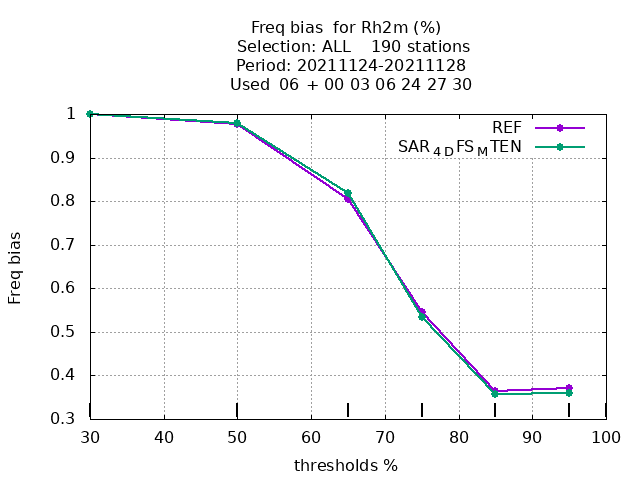 Freq bias  for Rh2m (%)
Selection: ALL    190 stations
Period: 20211124-20211128
Used  06  + 00 03 06 24 27 30
REF
SAR4DFSMTEN
1
0.9
0.8
0.7
0.6
0.5
0.4
0.3
Freq bias
30 40 50 60 70 80 90 100
thresholds %